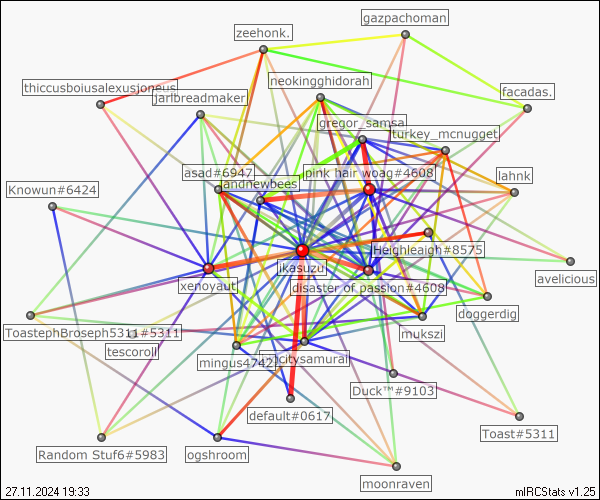 gazpachoman
zeehonk.
thiccusboiusalexusjoneus
neokingghidorah
facadas.
jarlbreadmaker
gregor_samsa
turkey_mcnugget
asad#6947
pink hair woag#4608
lahnk
Knowun#6424
andnewbees
Heighleaigh#8575
ikasuzu
avelicious
xenoyaut
disaster of passion#4608
doggerdig
ToastephBroseph5311#5311
mukszi
tescoroll
mingus4742
citysamurai
Duck™#9103
default#0617
Toast#5311
Random Stuf6#5983
ogshroom
moonraven
27.11.2024 19:33
mIRCStats v1.25